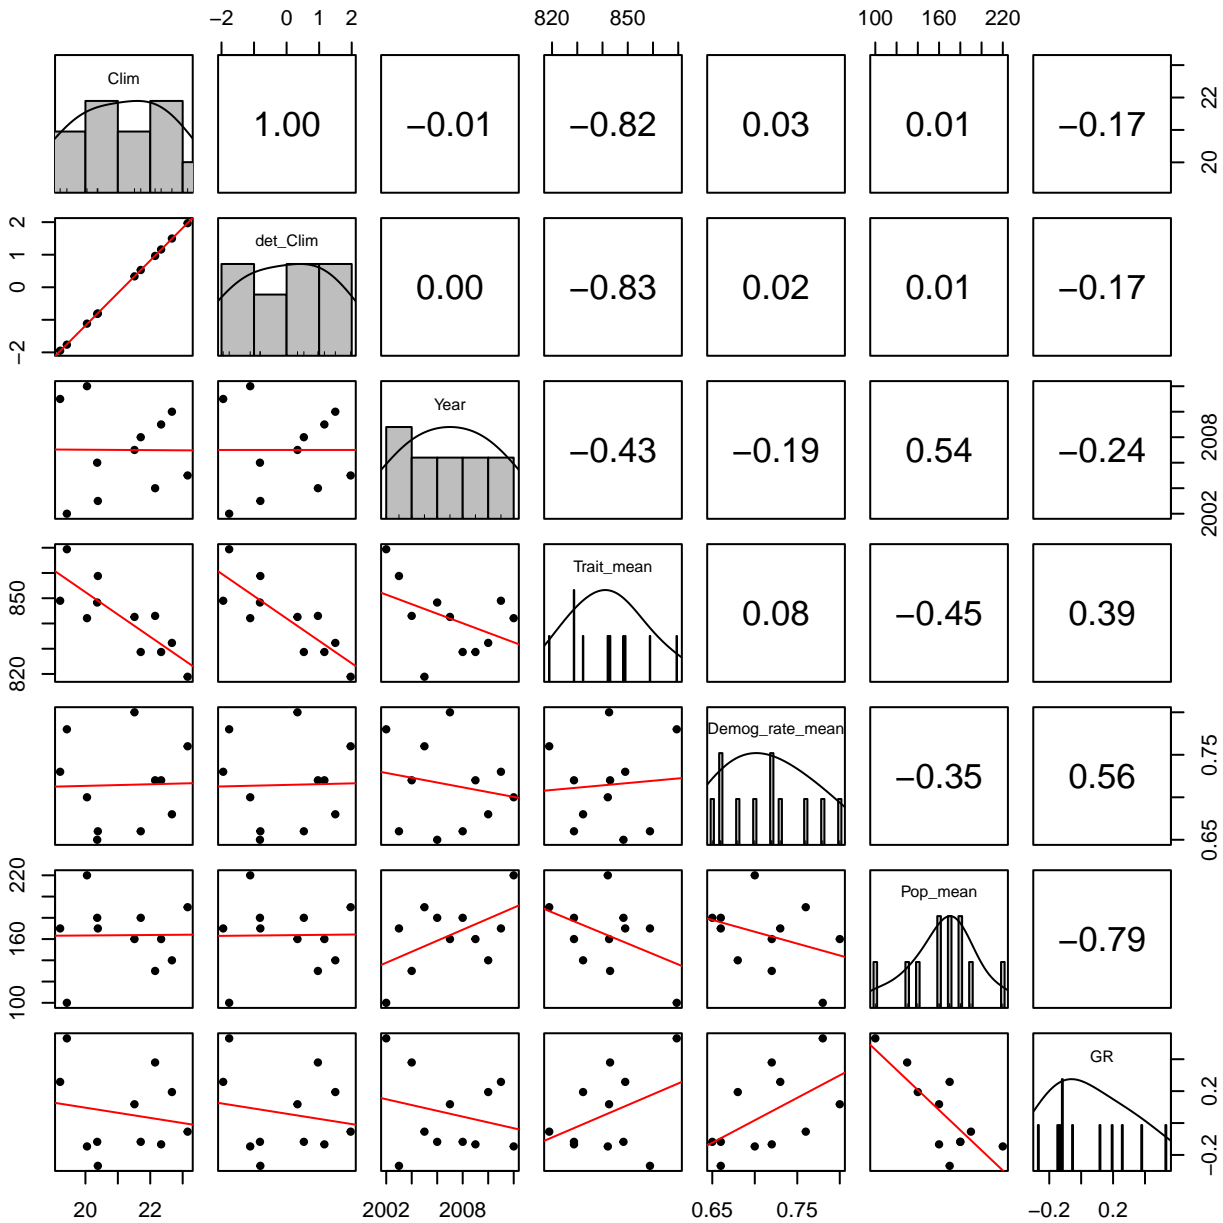 −2 0 1 2 820 850 100 160 220
Clim 1.00 −0.01 −0.82 0.03 0.01 −0.17
20 22
−2 0 1 2
det_Clim 0.00 −0.83 0.02 0.01 −0.17
Year −0.43 −0.19 0.54 −0.24
2002 2008
820 850
Trait_mean 0.08 −0.45 0.39
Demog_rate_mean −0.35 0.56
0.65 0.75
100 160 220
Pop_mean −0.79
GR
−0.2 0.2
20 22 2002 2008 0.65 0.75 −0.2 0.2